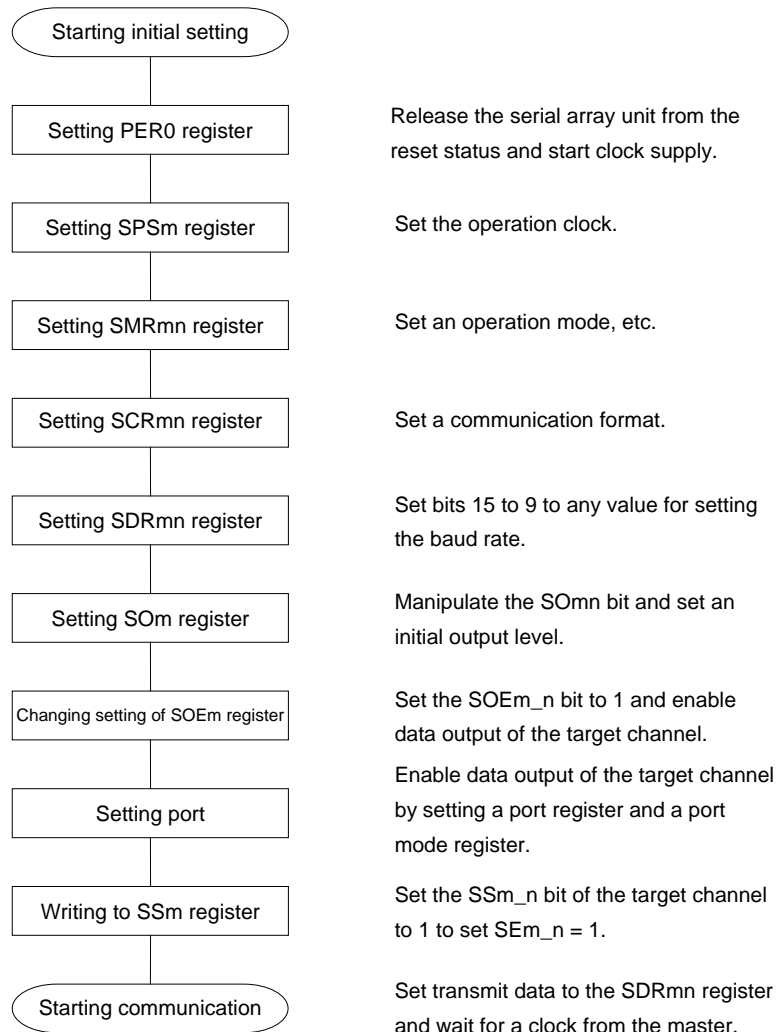 Starting initial setting
Setting PER0 register
Release the serial array unit from the
reset status and start clock supply.
Setting SPSm register
Set the operation clock.
Setting SMRmn register
Set an operation mode, etc.
Setting SCRmn register
Set a communication format.
Setting SDRmn register
Set bits 15 to 9 to any value for setting
the baud rate.
Setting SOm register
Manipulate the SOmn bit and set an
initial output level.
Changing setting of SOEm register
Set the SOEm_n bit to 1 and enable
data output of the target channel.
Setting port
Enable data output of the target channel
by setting a port register and a port
mode register.
Writing to SSm register
Set the SSm_n bit of the target channel
to 1 to set SEm_n = 1.
Starting communication
Set transmit data to the SDRmn register
and wait for a clock from the master.